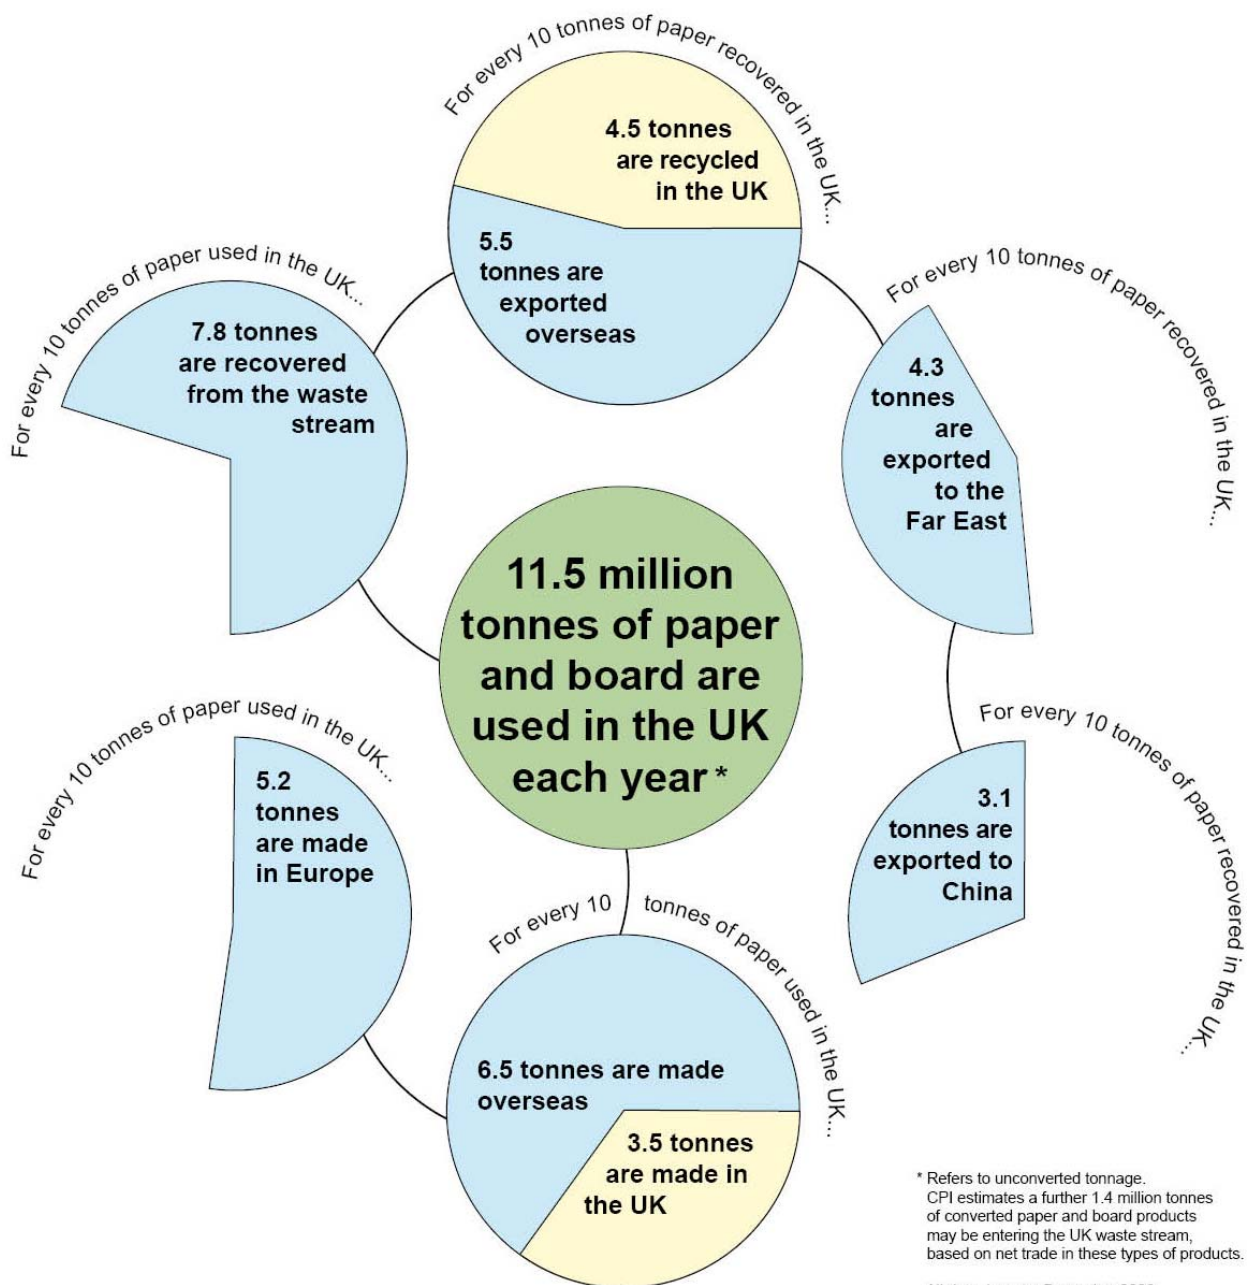 For every 10 tonnes of paper recovered in the UK...
4.5 tonnes
are recycled
in the UK
5.5
tonnes are
exported
overseas
For every 10 tonnes of paper used in the UK...
7.8 tonnes
are recovered
from the waste
stream
For every 10 tonnes of paper recovered in the UK...
4.3
tonnes
are
exported
to the
Far East
11.5 million
tonnes of paper
and board are
used in the UK
each year *
For every 10 tonnes of paper used in the UK...
5.2
tonnes
are made
in Europe
For every 10 tonnes of paper recovered in the UK...
3.1
tonnes are
exported to
China
For every 10 tonnes of paper used in the UK...
6.5 tonnes are made
overseas
3.5 tonnes
are made in
the UK
* Refers to unconverted tonnage.
CPI estimates a further 1.4 million tonnes
of converted paper and board products
may be entering the UK waste stream,
based on net trade in these types of products.